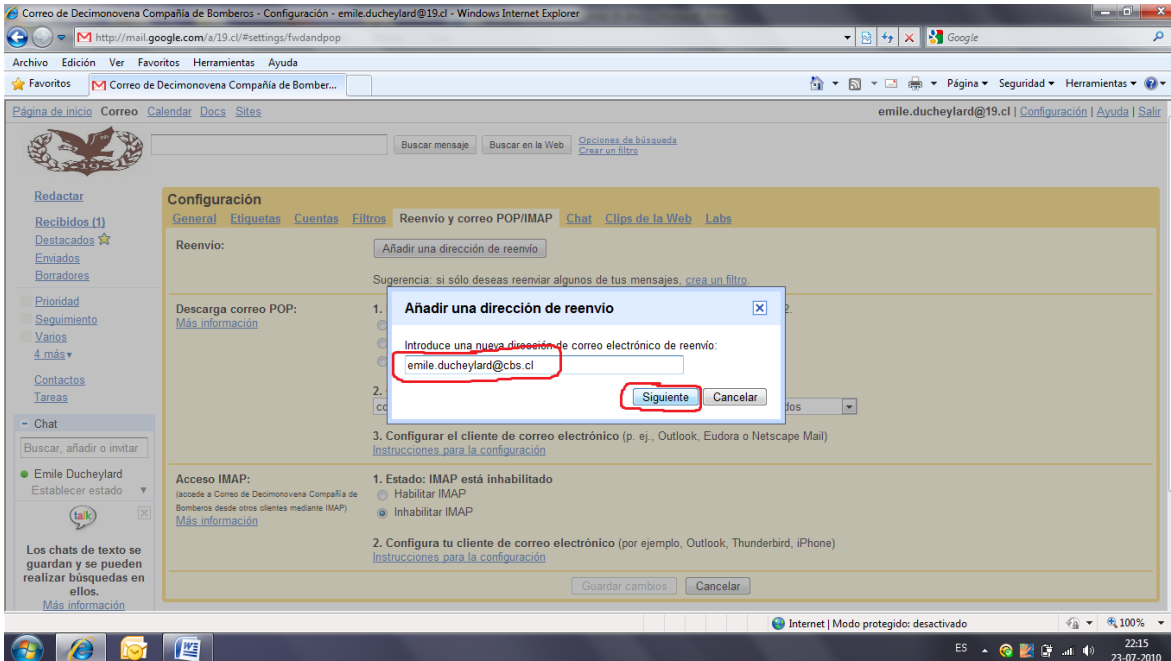 Correo de Decimonovena Compañía de Bomberos - Configuración - emile.ducheylard@19.cl - Windows Internet Explorer
http://mail.google.com/a/19.cl/#settings/fwdandpop
Google
Archivo Edición Ver Favoritos Herramientas Ayuda
Favoritos Correo de Decimonovena Compañía de Bomber... Página Seguridad Herramientas
Página de inicio Correo Calendar Docs Sites emile.ducheylard@19.cl | Configuración | Ayuda | Salir
Buscar mensaje Buscar en la Web Opciones de búsqueda
Crear un filtro
19
Redactar
Recibidos (1)
Destacados
Enviados
Borradores
Prioridad
Seguimiento
Varios
4 más
Contactos
Tareas
Chat
Buscar, añadir o invitar
Emile Ducheylard
Establecer estado
talk
Los chats de texto se
guardan y se pueden
realizar búsquedas en
ellos.
Más información
Configuración
General Etiquetas Cuentas Filtros Reenvío y correo POP/IMAP Chat Clips de la Web Labs
Reenvío:
Añadir una dirección de reenvío
Sugerencia: si sólo deseas reenviar algunos de tus mensajes, crea un filtro.
Descarga correo POP:
Más información
1.
2.
Añadir una dirección de reenvío
Introduce una nueva dirección de correo electrónico de reenvío:
emile.ducheylard@cbs.cl
Siguiente Cancelar
3. Configurar el cliente de correo electrónico (p. ej., Outlook, Eudora o Netscape Mail)
Instrucciones para la configuración
Acceso IMAP:
(accede a Correo de Decimonovena Compañía de
Bomberos desde otros clientes mediante IMAP)
Más información
1. Estado: IMAP está inhabilitado
Habilitar IMAP
Inhabilitar IMAP
2. Configura tu cliente de correo electrónico (por ejemplo, Outlook, Thunderbird, iPhone)
Instrucciones para la configuración
Guardar cambios Cancelar
Internet | Modo protegido: desactivado 100%
ES 22:15
23-07-2010